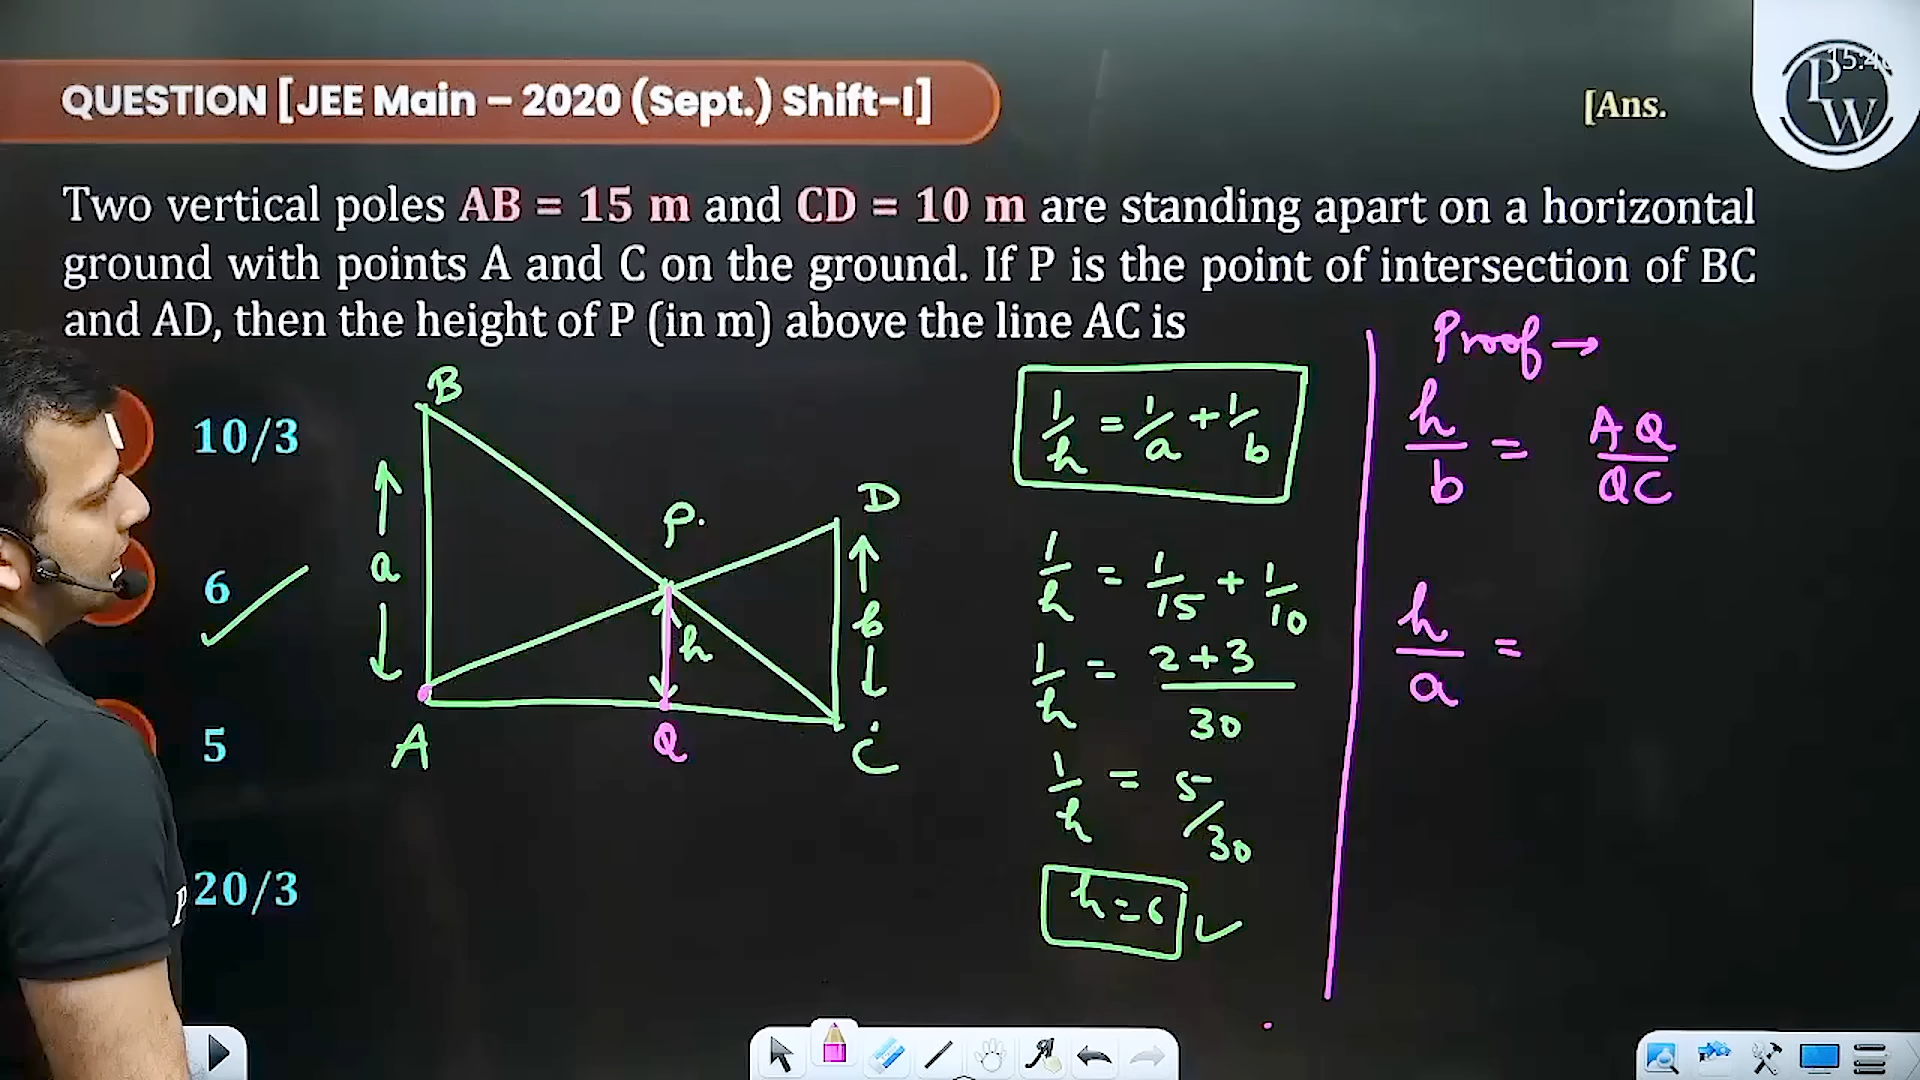 QUESTION [JEE Main – 2020 (Sept.) Shift-I]
[Ans.
PW
Two vertical poles AB = 15 m and CD = 10 m are standing apart on a horizontal
ground with points A and C on the ground. If P is the point of intersection of BC
and AD, then the height of P (in m) above the line AC is
10/3
6
5
20/3
B
a
A
P.
h
Q
D
b
C
1/h = 1/a + 1/b
1/h = 1/15 + 1/10
1/h = 2+3/30
1/h = 5/30
h=6
Proof →
h/b = AQ/QC
h/a =
P